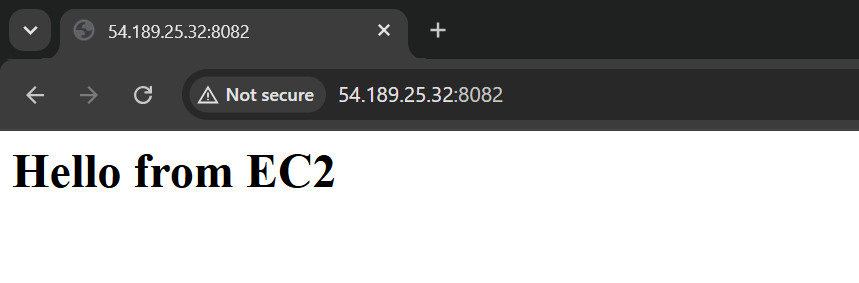 54.189.25.32:8082
Not secure 54.189.25.32:8082
Hello from EC2